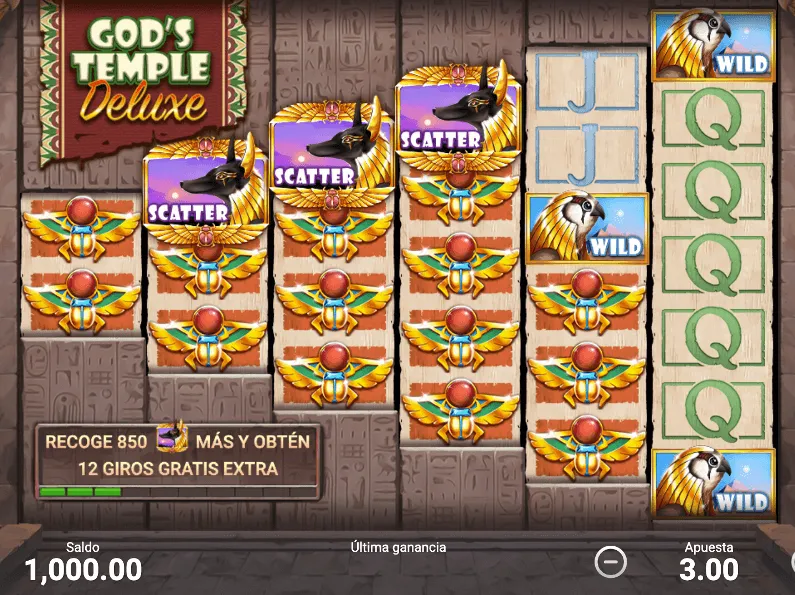 GOD'S
TEMPLE
Deluxe
SCATTER
SCATTER
SCATTER
J
J
WILD
WILD
Q
Q
Q
Q
Q
WILD
RECOGE 850 MÁS Y OBTÉN
12 GIROS GRATIS EXTRA
Saldo
1,000.00
Última ganancia
Apuesta
3.00